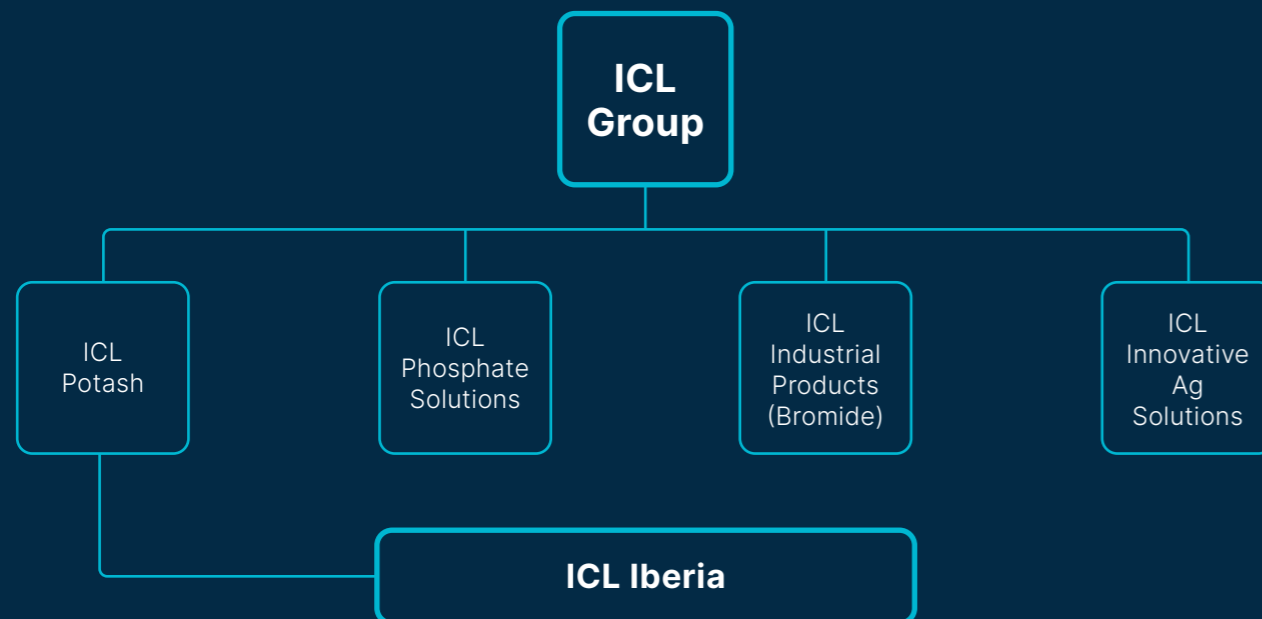 ICL
Group
ICL
Potash
ICL
Phosphate
Solutions
ICL
Industrial
Products
(Bromide)
ICL
Innovative
Ag
Solutions
ICL Iberia